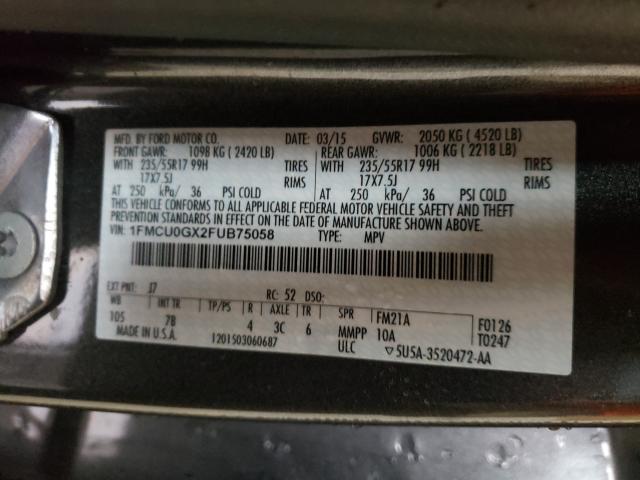 MFD. BY FORD MOTOR CO. DATE: 03/15 GVWR: 2050 KG ( 4520 LB)
FRONT GAWR: 1098 KG ( 2420 LB) REAR GAWR: 1006 KG ( 2218 LB)
WITH 235/55R17 99H TIRES WITH 235/55R17 99H TIRES
17X7.5J RIMS 17X7.5J RIMS
AT 250 kPa/ 36 PSI COLD AT 250 kPa/ 36 PSI COLD
THIS VEHICLE CONFORMS TO ALL APPLICABLE FEDERAL MOTOR VEHICLE SAFETY AND THEFT
PREVENTION STANDARDS IN EFFECT ON THE DATE OF MANUFACTURE SHOWN ABOVE.
VIN: 1FMCU0GX2FUB75058 TYPE: MPV
EXT PNT: J7 RC: 52 DSO:
WB INT TR TP/PS R AXLE TR SPR FM21A F0126
105 7B 4 3C 6 MMPP 10A T0247
MADE IN U.S.A. 1201503060687 ULC 5U5A-3520472-AA